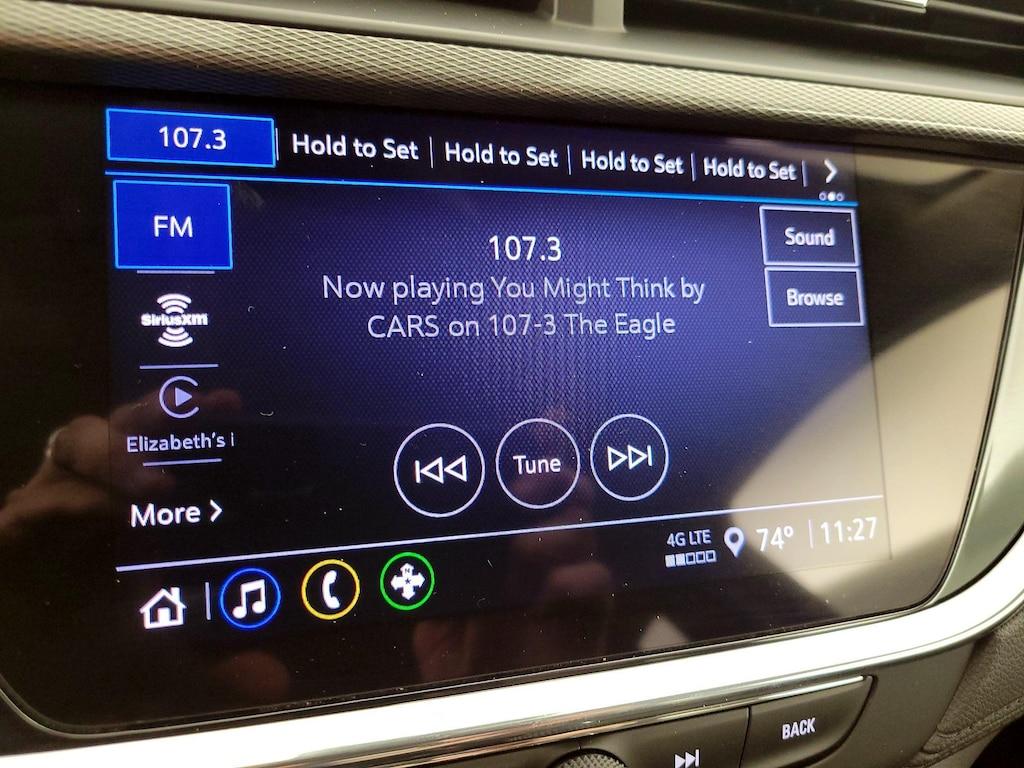 107.3
Hold to Set
Hold to Set
Hold to Set
Hold to Set
FM
107.3
Sound
Now playing You Might Think by
CARS on 107-3 The Eagle
Browse
SiriusXM
Elizabeth's i
Tune
More
4G LTE
74°
11:27
N
BACK